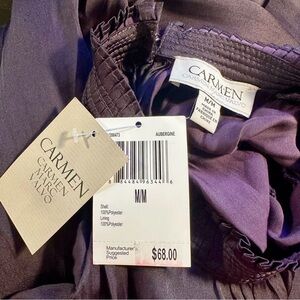 CARMEN
CARMEN
MARC
VALVO
AUBERGINE
M/M
Shell:
100%Polyester
Lining:
100%Polyester
Manufacturer's
Suggested
Price
$68.00
CARMEN
M/M